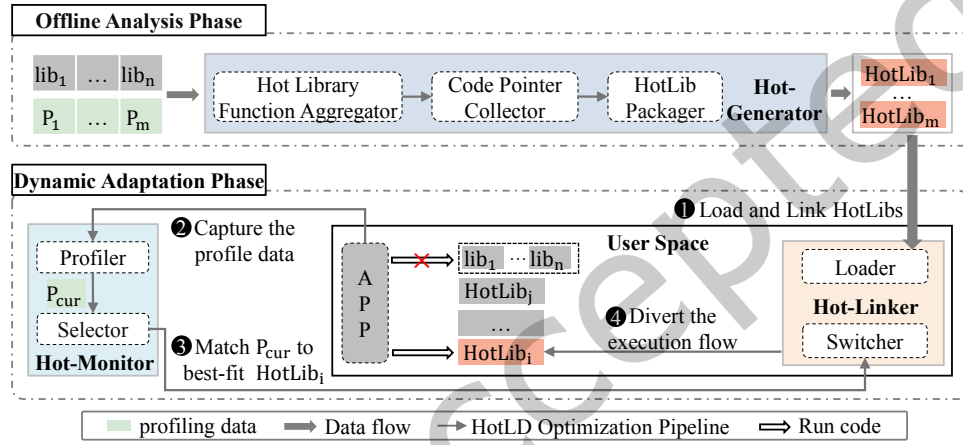 Offline Analysis Phase
lib1 … libn
P1 … Pm
Hot Library
Function Aggregator
Code Pointer
Collector
HotLib
Packager
Hot-
Generator
HotLib1
…
HotLibm
Dynamic Adaptation Phase
❶ Load and Link HotLibs
❷ Capture the
profile data
User Space
Profiler
Pcur
Selector
Hot-Monitor
A
P
P
lib1 … libn
HotLibj
…
HotLibi
❸ Match Pcur to
best-fit HotLibi
❹ Divert the
execution flow
Loader
Hot-Linker
Switcher
profiling data
Data flow
HotLD Optimization Pipeline
Run code
Accepted